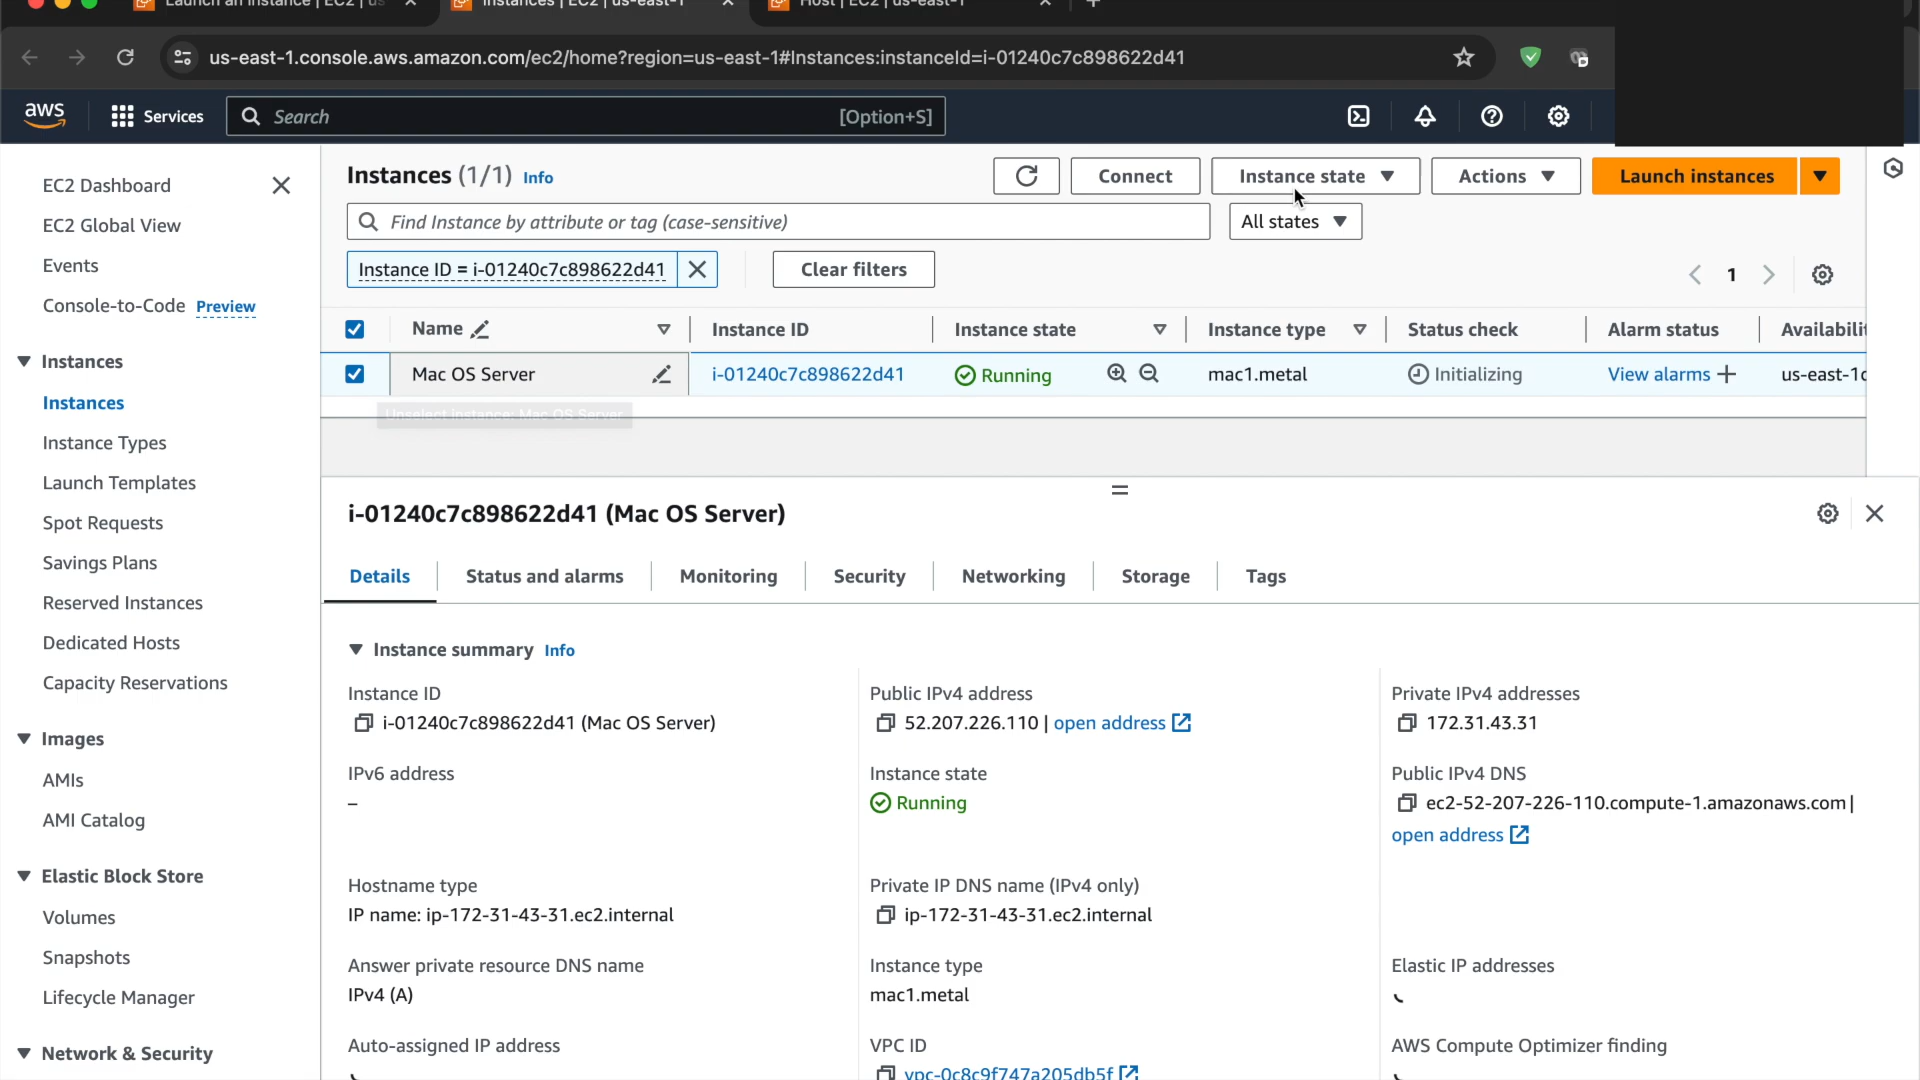 Launch an instance | EC2 | us-
Instances | EC2 | us-east-1
Host | EC2 | us-east-1
us-east-1.console.aws.amazon.com/ec2/home?region=us-east-1#Instances:instanceId=i-01240c7c898622d41
aws
Services
Search
[Option+S]
EC2 Dashboard
EC2 Global View
Events
Console-to-Code Preview
Instances
Instances
Instance Types
Launch Templates
Spot Requests
Savings Plans
Reserved Instances
Dedicated Hosts
Capacity Reservations
Images
AMIs
AMI Catalog
Elastic Block Store
Volumes
Snapshots
Lifecycle Manager
Network & Security
Instances (1/1) Info
Connect
Instance state
Actions
Launch instances
Find Instance by attribute or tag (case-sensitive)
All states
Instance ID = i-01240c7c898622d41
Clear filters
1
Name
Instance ID
Instance state
Instance type
Status check
Alarm status
Availabilit
Mac OS Server
i-01240c7c898622d41
Running
mac1.metal
Initializing
View alarms
us-east-1c
Unselect instance: Mac OS Server
i-01240c7c898622d41 (Mac OS Server)
Details
Status and alarms
Monitoring
Security
Networking
Storage
Tags
Instance summary Info
Instance ID
i-01240c7c898622d41 (Mac OS Server)
Public IPv4 address
52.207.226.110 | open address
Private IPv4 addresses
172.31.43.31
IPv6 address
–
Instance state
Running
Public IPv4 DNS
ec2-52-207-226-110.compute-1.amazonaws.com |
open address
Hostname type
IP name: ip-172-31-43-31.ec2.internal
Private IP DNS name (IPv4 only)
ip-172-31-43-31.ec2.internal
Answer private resource DNS name
IPv4 (A)
Instance type
mac1.metal
Elastic IP addresses
Auto-assigned IP address
VPC ID
vpc-0c8c9f747a205db5f
AWS Compute Optimizer finding